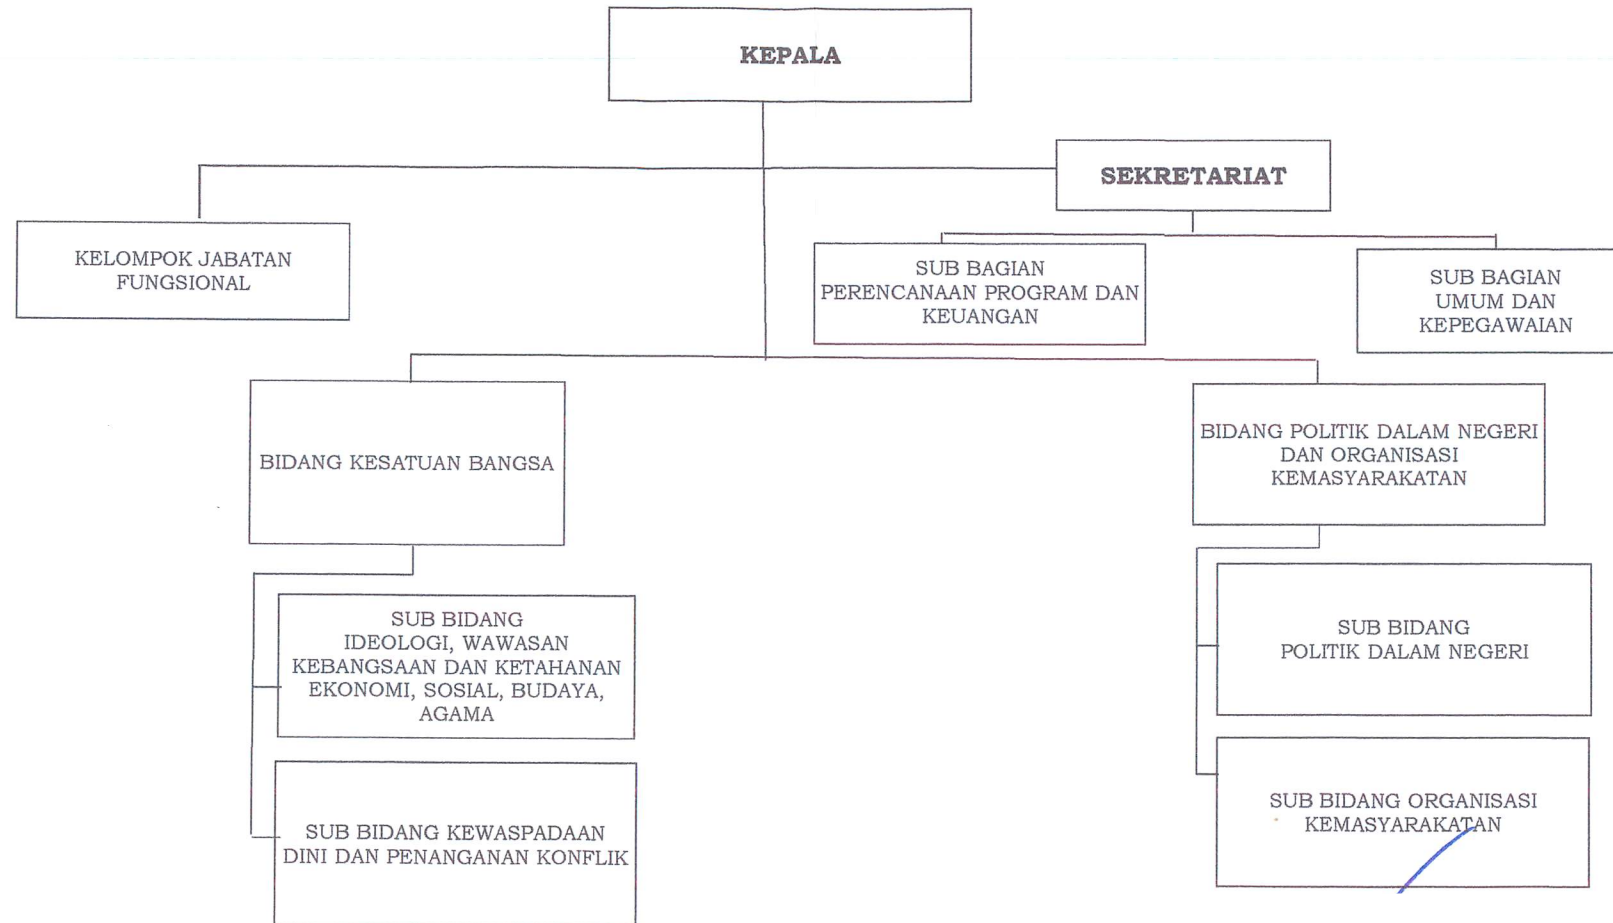 KEPALA
SEKRETARIAT
KELOMPOK JABATAN
FUNGSIONAL
SUB BAGIAN
PERENCANAAN PROGRAM DAN
KEUANGAN
SUB BAGIAN
UMUM DAN
KEPEGAWAIAN
BIDANG KESATUAN BANGSA
BIDANG POLITIK DALAM NEGERI
DAN ORGANISASI
KEMASYARAKATAN
SUB BIDANG
IDEOLOGI, WAWASAN
KEBANGSAAN DAN KETAHANAN
EKONOMI, SOSIAL, BUDAYA,
AGAMA
SUB BIDANG KEWASPADAAN
DINI DAN PENANGANAN KONFLIK
SUB BIDANG
POLITIK DALAM NEGERI
SUB BIDANG ORGANISASI
KEMASYARAKATAN